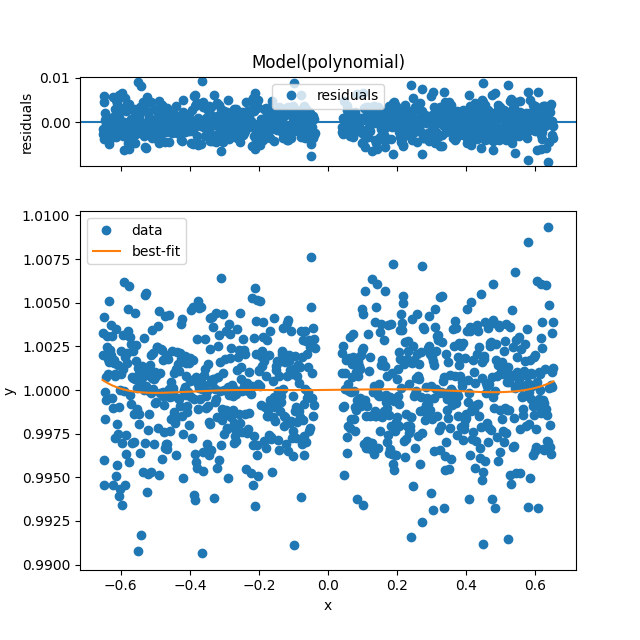 Model(polynomial)
0.01
0.00
residuals
residuals
1.0100
1.0075
1.0050
1.0025
1.0000
0.9975
0.9950
0.9925
0.9900
y
data
best-fit
−0.6
−0.4
−0.2
0.0
0.2
0.4
0.6
x